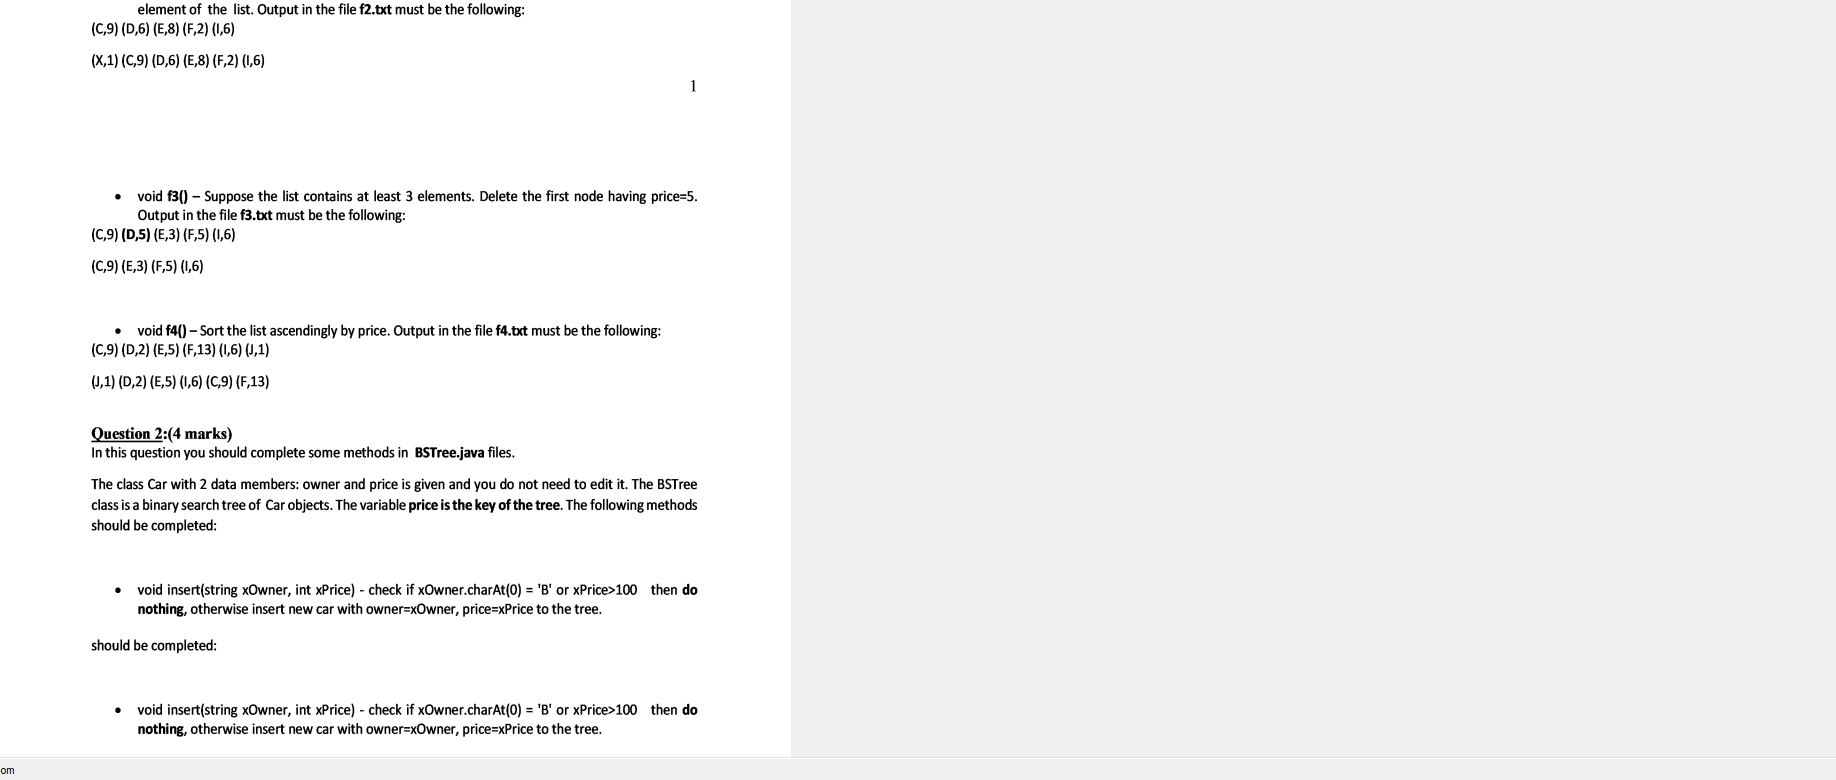 element of the list. Output in the file f2.txt must be the following:
(C,9) (D,6) (E,8) (F,2) (I,6)
(X,1) (C,9) (D,6) (E,8) (F,2) (I,6)
1
• void f3() – Suppose the list contains at least 3 elements. Delete the first node having price=5.
Output in the file f3.txt must be the following:
(C,9) (D,5) (E,3) (F,5) (I,6)
(C,9) (E,3) (F,5) (I,6)
• void f4() – Sort the list ascendingly by price. Output in the file f4.txt must be the following:
(C,9) (D,2) (E,5) (F,13) (I,6) (J,1)
(J,1) (D,2) (E,5) (I,6) (C,9) (F,13)
Question 2:(4 marks)
In this question you should complete some methods in BSTree.java files.
The class Car with 2 data members: owner and price is given and you do not need to edit it. The BSTree
class is a binary search tree of Car objects. The variable price is the key of the tree. The following methods
should be completed:
• void insert(string xOwner, int xPrice) - check if xOwner.charAt(0) = 'B' or xPrice>100 then do
nothing, otherwise insert new car with owner=xOwner, price=xPrice to the tree.
should be completed:
• void insert(string xOwner, int xPrice) - check if xOwner.charAt(0) = 'B' or xPrice>100 then do
nothing, otherwise insert new car with owner=xOwner, price=xPrice to the tree.
om